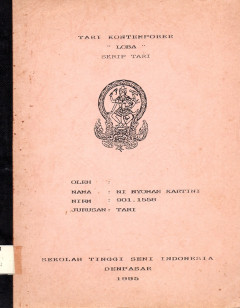 TARI KONTEMPORER
" LOBA "
SKRIP TARI
OLEH :
NAMA . : NI NYOMAN KARTINI
NIRM : 901.1558
JURUSAN : TARI
SEKOLAH TINGGI SENI INDONESIA
DENPASAR
1995